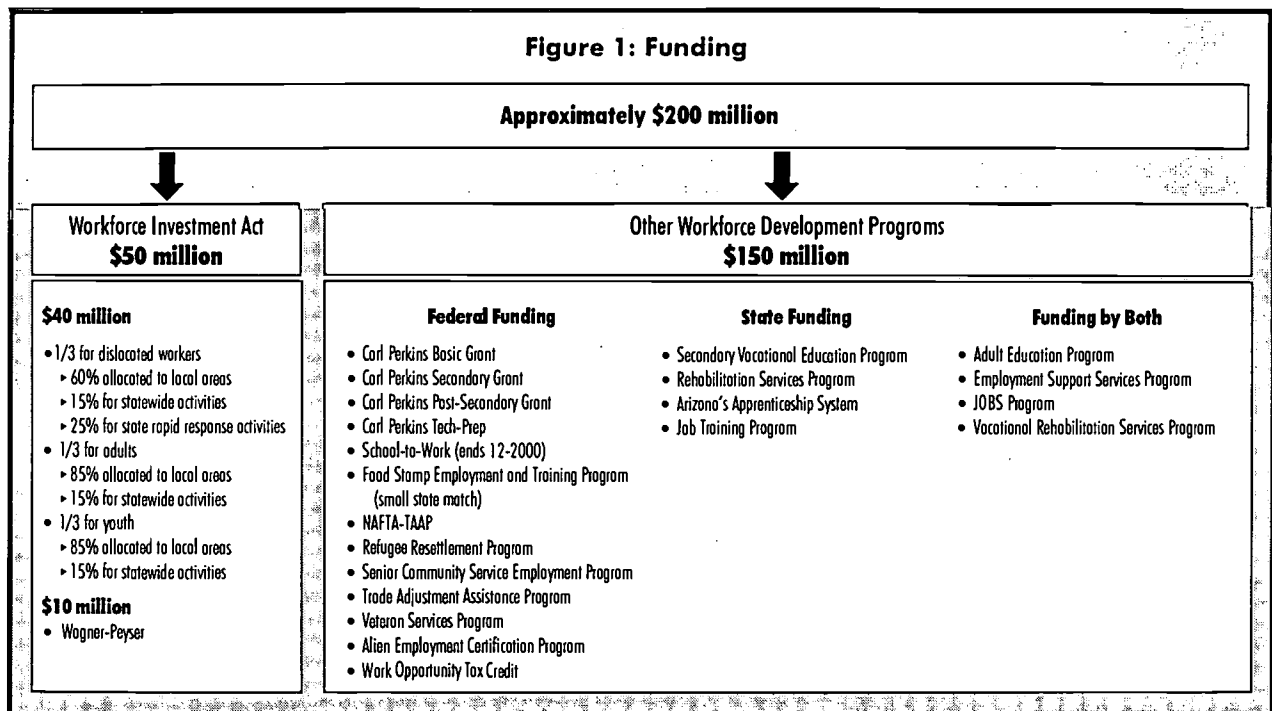 Figure 1: Funding
Approximately $200 million
Workforce Investment Act
$50 million
Other Workforce Development Programs
$150 million
$40 million
• 1/3 for dislocated workers
▸ 60% allocated to local areas
▸ 15% for statewide activities
▸ 25% for state rapid response activities
• 1/3 for adults
▸ 85% allocated to local areas
▸ 15% for statewide activities
• 1/3 for youth
▸ 85% allocated to local areas
▸ 15% for statewide activities
$10 million
• Wagner-Peyser
Federal Funding
• Carl Perkins Basic Grant
• Carl Perkins Secondary Grant
• Carl Perkins Post-Secondary Grant
• Carl Perkins Tech-Prep
• School-to-Work (ends 12-2000)
• Food Stamp Employment and Training Program
(small state match)
• NAFTA-TAAP
• Refugee Resettlement Program
• Senior Community Service Employment Program
• Trade Adjustment Assistance Program
• Veteran Services Program
• Alien Employment Certification Program
• Work Opportunity Tax Credit
State Funding
• Secondary Vocational Education Program
• Rehabilitation Services Program
• Arizona's Apprenticeship System
• Job Training Program
Funding by Both
• Adult Education Program
• Employment Support Services Program
• JOBS Program
• Vocational Rehabilitation Services Program